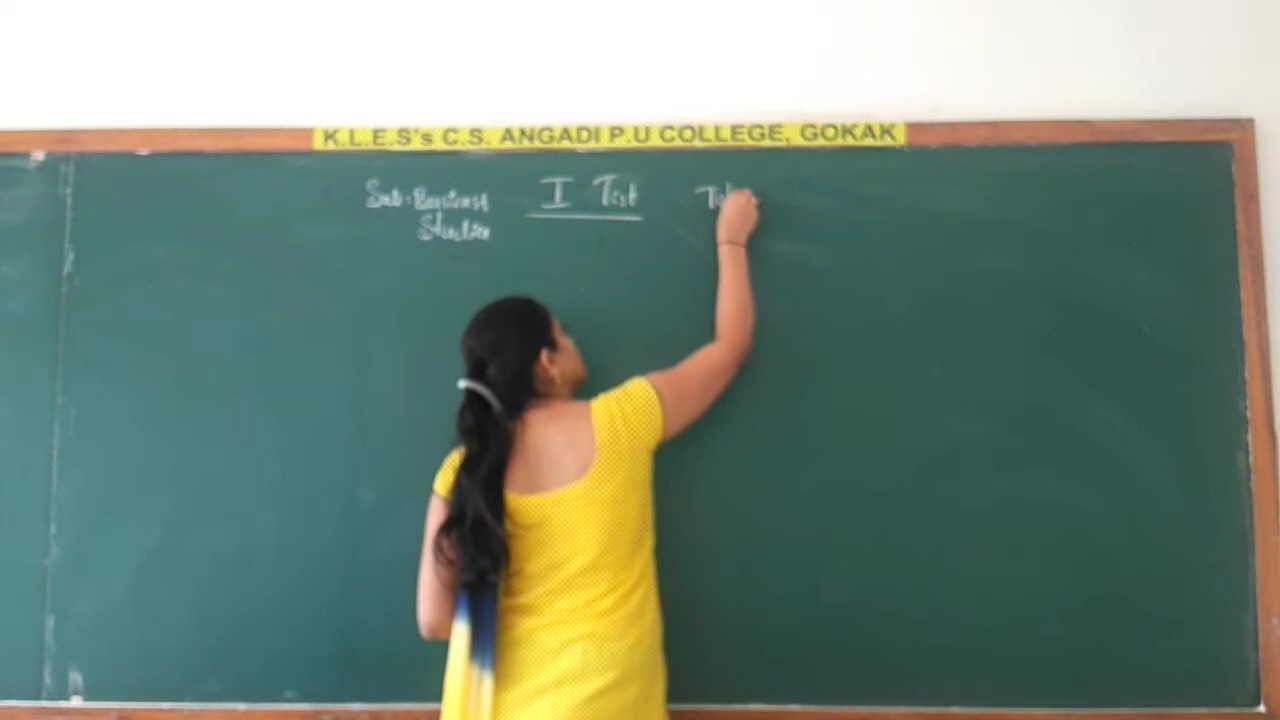 K.L.E.S's C.S. ANGADI P.U COLLEGE, GOKAK
Sub: Business I Test
Studies